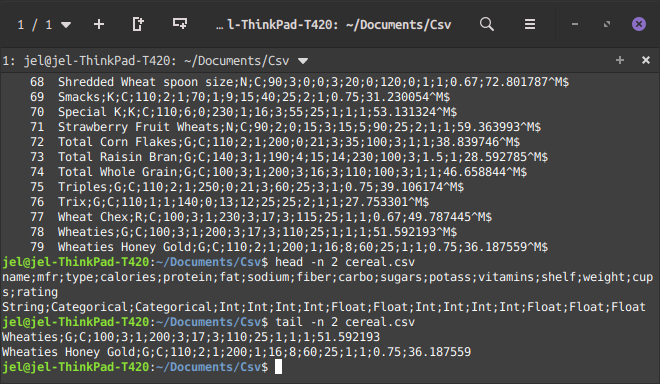 1 / 1 … l-ThinkPad-T420: ~/Documents/Csv
1: jel@jel-ThinkPad-T420: ~/Documents/Csv
68 Shredded Wheat spoon size;N;C;90;3;0;0;3;20;0;120;0;1;1;0.67;72.801787^M$
69 Smacks;K;C;110;2;1;70;1;9;15;40;25;2;1;0.75;31.230054^M$
70 Special K;K;C;110;6;0;230;1;16;3;55;25;1;1;1;53.131324^M$
71 Strawberry Fruit Wheats;N;C;90;2;0;15;3;15;5;90;25;2;1;1;59.363993^M$
72 Total Corn Flakes;G;C;110;2;1;200;0;21;3;35;100;3;1;1;38.839746^M$
73 Total Raisin Bran;G;C;140;3;1;190;4;15;14;230;100;3;1.5;1;28.592785^M$
74 Total Whole Grain;G;C;100;3;1;200;3;16;3;110;100;3;1;1;46.658844^M$
75 Triples;G;C;110;2;1;250;0;21;3;60;25;3;1;0.75;39.106174^M$
76 Trix;G;C;110;1;1;140;0;13;12;25;25;2;1;1;27.753301^M$
77 Wheat Chex;R;C;100;3;1;230;3;17;3;115;25;1;1;0.67;49.787445^M$
78 Wheaties;G;C;100;3;1;200;3;17;3;110;25;1;1;1;51.592193^M$
79 Wheaties Honey Gold;G;C;110;2;1;200;1;16;8;60;25;1;1;0.75;36.187559^M$
jel@jel-ThinkPad-T420:~/Documents/Csv$ head -n 2 cereal.csv
name;mfr;type;calories;protein;fat;sodium;fiber;carbo;sugars;potass;vitamins;shelf;weight;cup
s;rating
String;Categorical;Categorical;Int;Int;Int;Int;Float;Float;Int;Int;Int;Int;Float;Float;Float
jel@jel-ThinkPad-T420:~/Documents/Csv$ tail -n 2 cereal.csv
Wheaties;G;C;100;3;1;200;3;17;3;110;25;1;1;1;51.592193
Wheaties Honey Gold;G;C;110;2;1;200;1;16;8;60;25;1;1;0.75;36.187559
jel@jel-ThinkPad-T420:~/Documents/Csv$